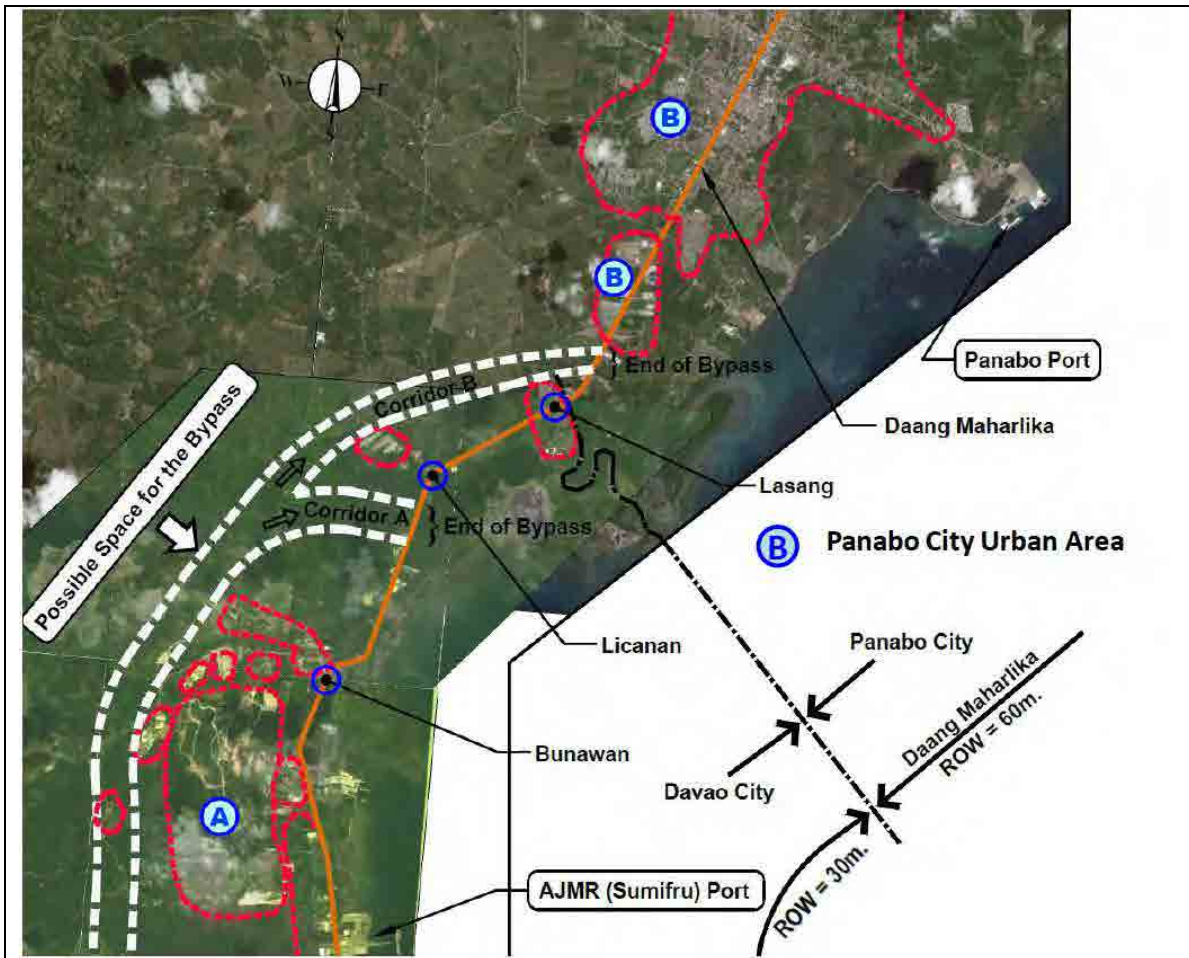 S
W E
B
B
End of Bypass
Corridor B
Panabo Port
Possible Space for the Bypass
Daang Maharlika
Lasang
Corridor A
End of Bypass
B Panabo City Urban Area
Licanan
Panabo City
Bunawan
Davao City
Daang Maharlika
ROW = 60m.
A
AJMR (Sumifru) Port
ROW = 30m.